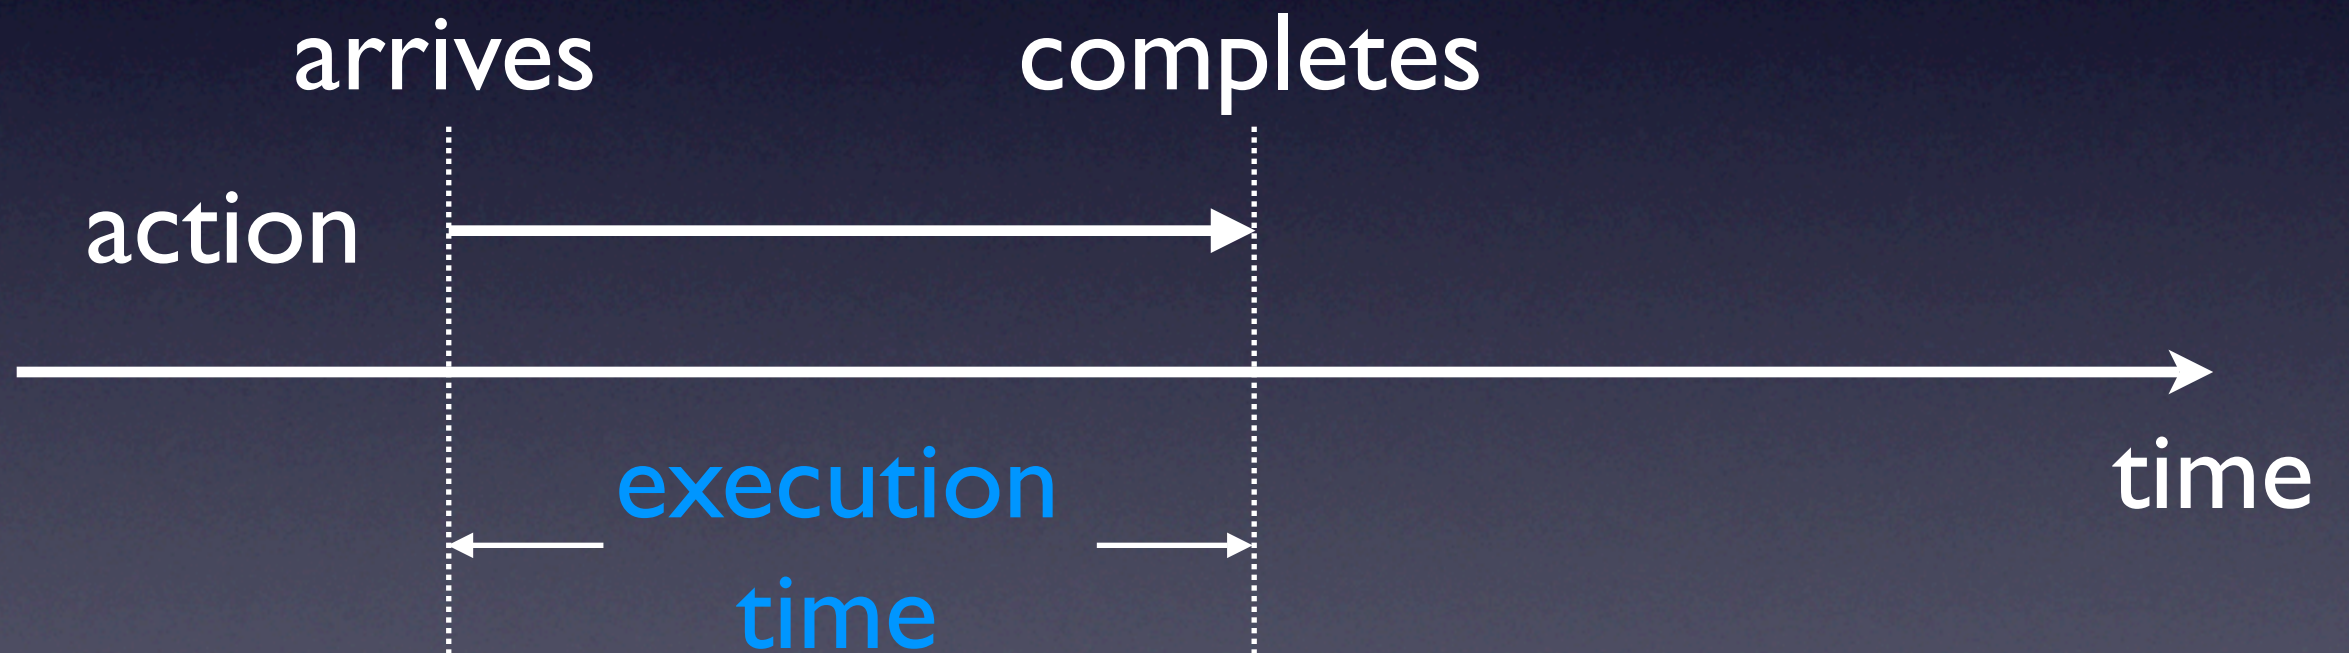 arrives completes
action
time
execution
time